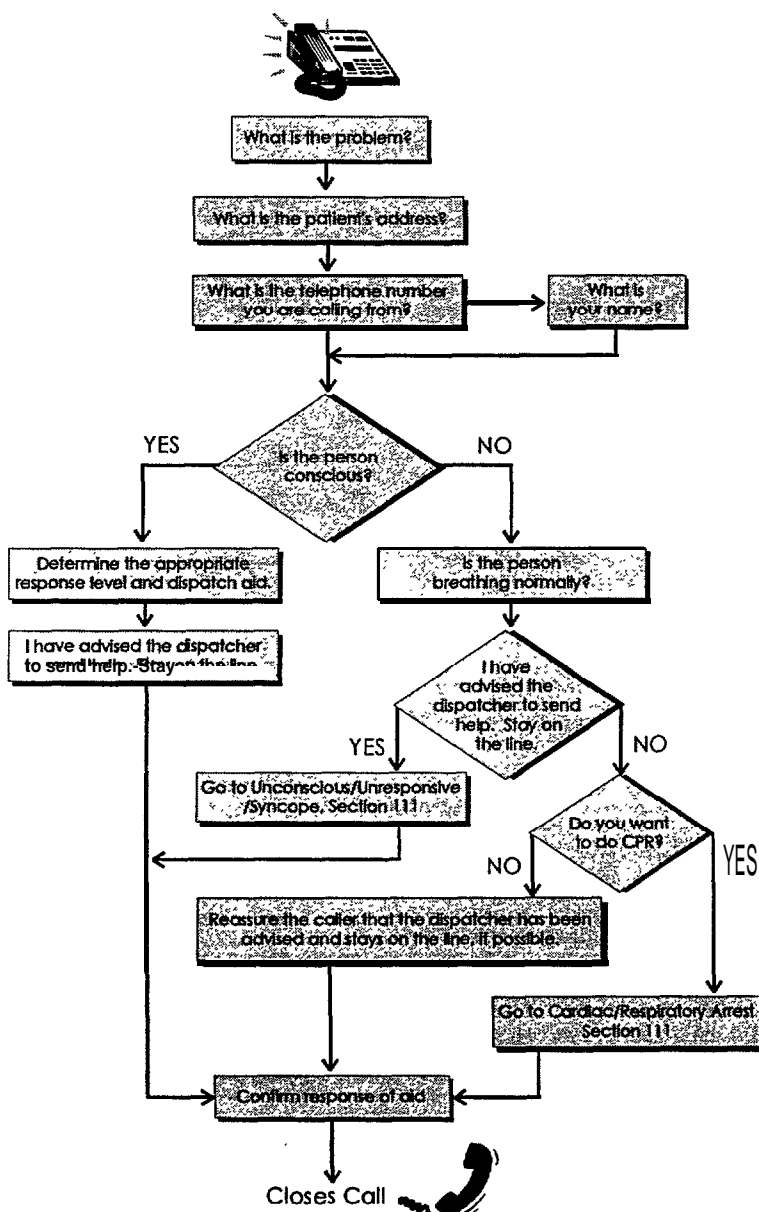 What is the problem?
What is the patient's address?
What is the telephone number
you are calling from?
What is
your name?
Is the person
conscious?
YES
NO
Determine the appropriate
response level and dispatch aid.
Is the person
breathing normally?
I have advised the dispatcher
to send help. Stay on the line
I have
advised the
dispatcher to send
help. Stay on
the line.
YES
NO
Go to Unconscious/Unresponsive
/Syncope, Section 111
Do you want
to do CPR?
NO
YES
Reassure the caller that the dispatcher has been
advised and stays on the line, if possible.
Go to Cardiac/Respiratory Arrest
Section 111.
Confirm response of aid
Closes Call